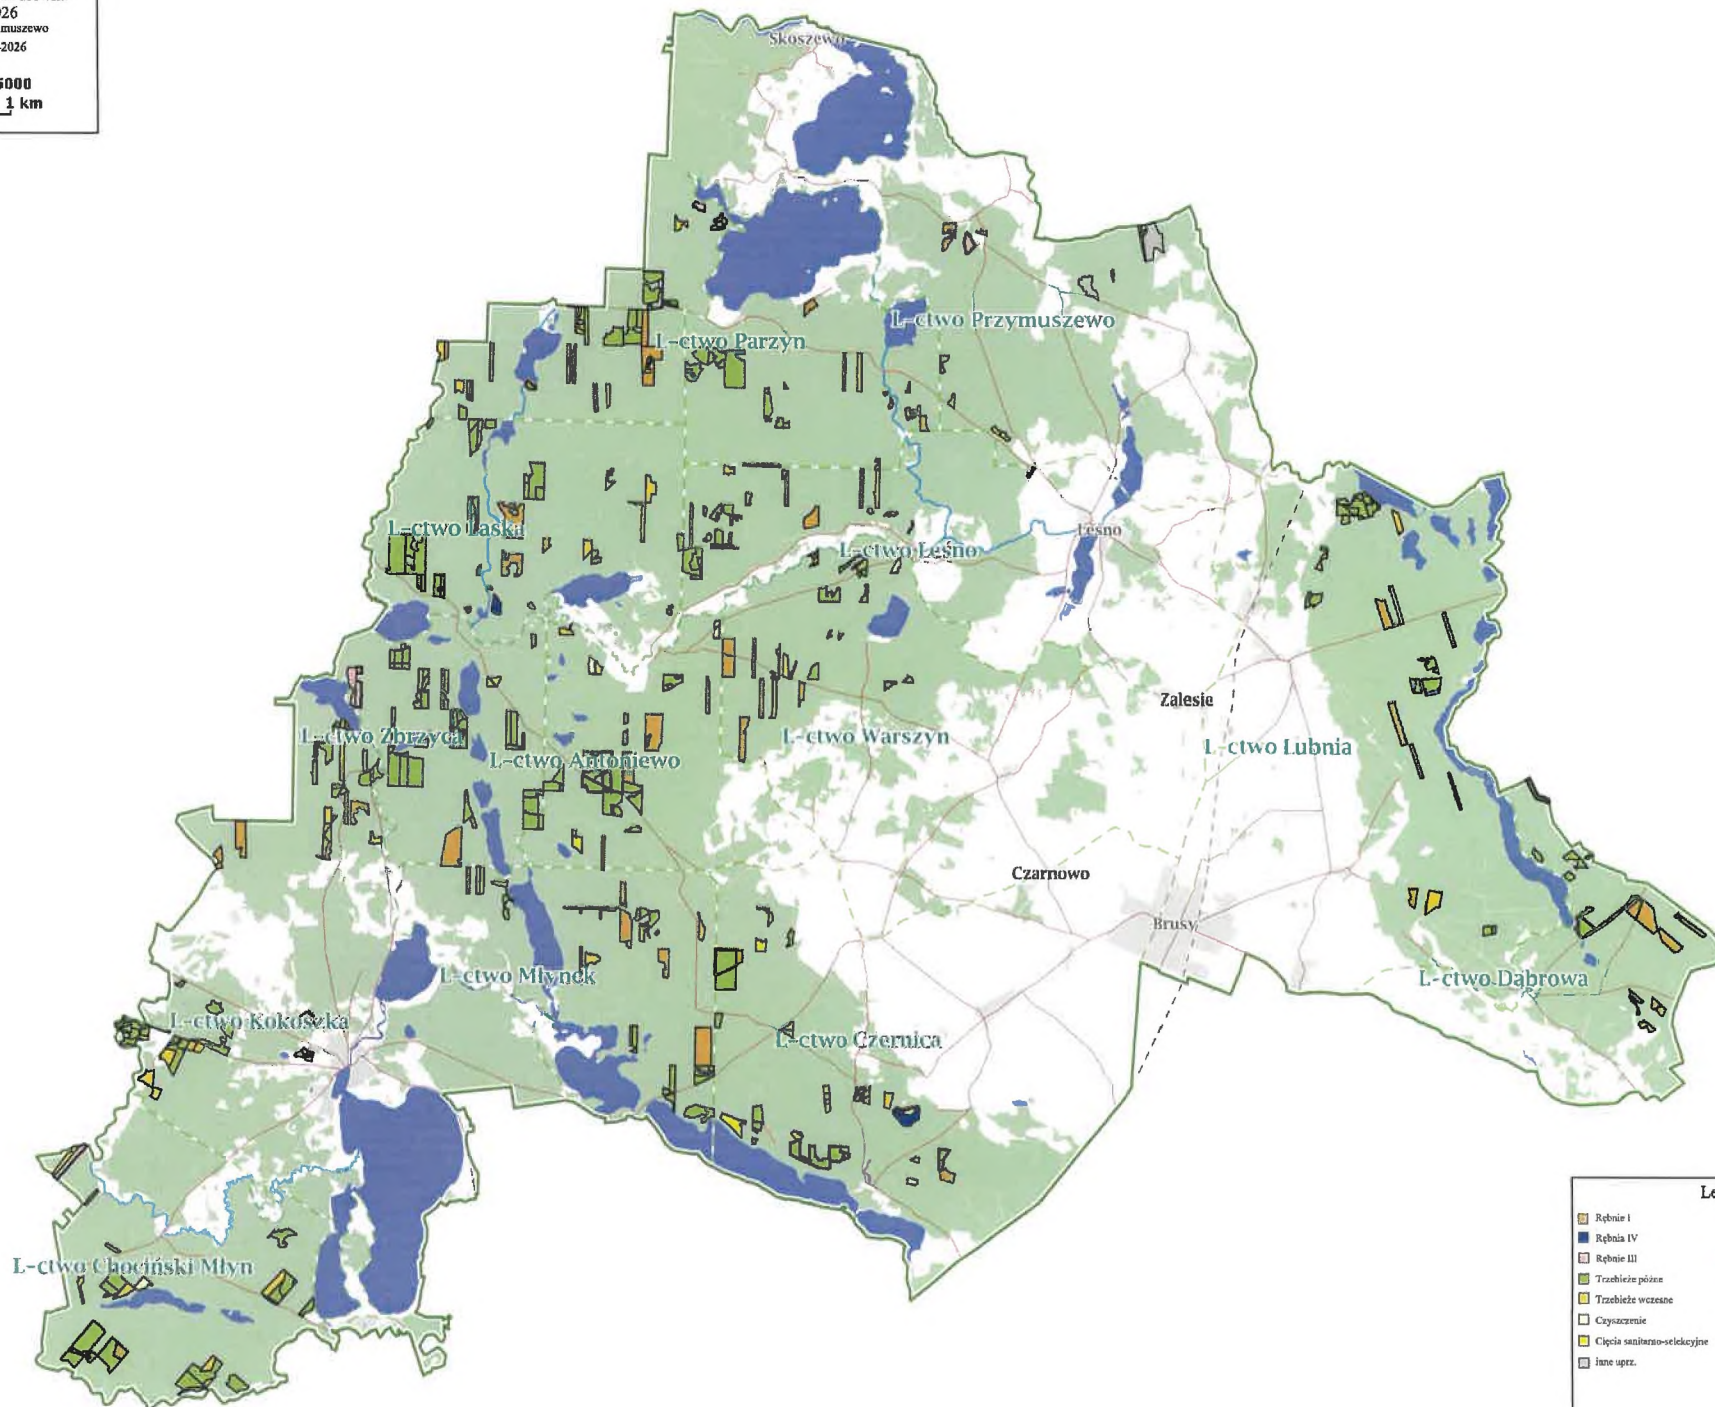 26
muszewo
-2026
5000
1 km
Skoszewo
L-ctwo Przymuszewo
L-ctwo Parzyn
L-ctwo Laska
L-ctwo Leśno
Leśno
Zalesie
L-ctwo Zbrzyca
L-ctwo Warszyn
L-ctwo Lubnia
L-ctwo Antoniewo
Czarnowo
Brusy
L-ctwo Młynek
L-ctwo Dąbrowa
L-ctwo Kokoszka
L-ctwo Czernica
L-ctwo Chociński Młyn
Le
Rębnie I
Rębnia IV
Rębnie III
Trzebieże późne
Trzebieże wczesne
Czyszczenie
Cięcia sanitarno-selekcyjne
inne uprz.